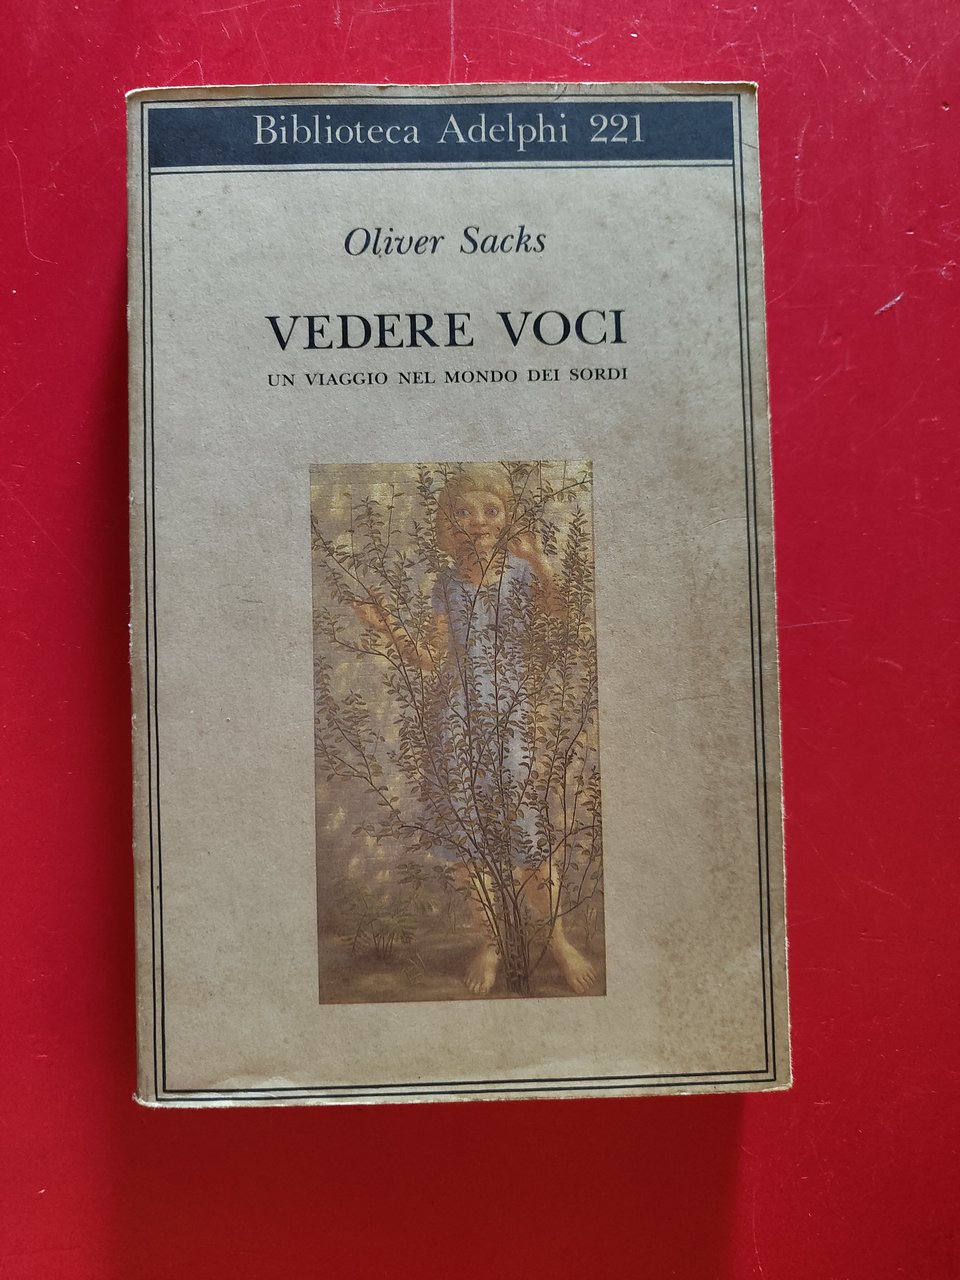 Biblioteca Adelphi 221
Oliver Sacks
VEDERE VOCI
UN VIAGGIO NEL MONDO DEI SORDI